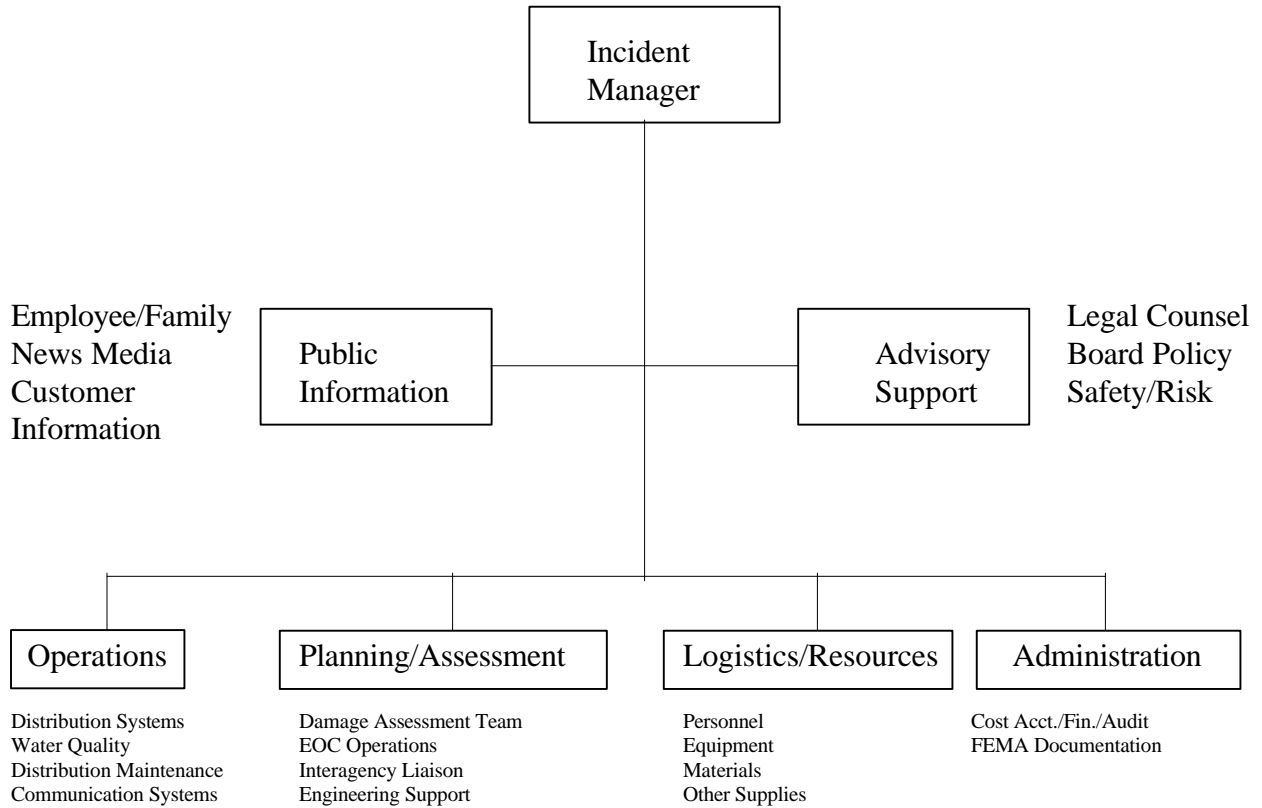 Incident
Manager
Employee/Family
News Media
Customer
Information
Public
Information
Advisory
Support
Legal Counsel
Board Policy
Safety/Risk
Operations
Distribution Systems
Water Quality
Distribution Maintenance
Communication Systems
Planning/Assessment
Damage Assessment Team
EOC Operations
Interagency Liaison
Engineering Support
Logistics/Resources
Personnel
Equipment
Materials
Other Supplies
Administration
Cost Acct./Fin./Audit
FEMA Documentation